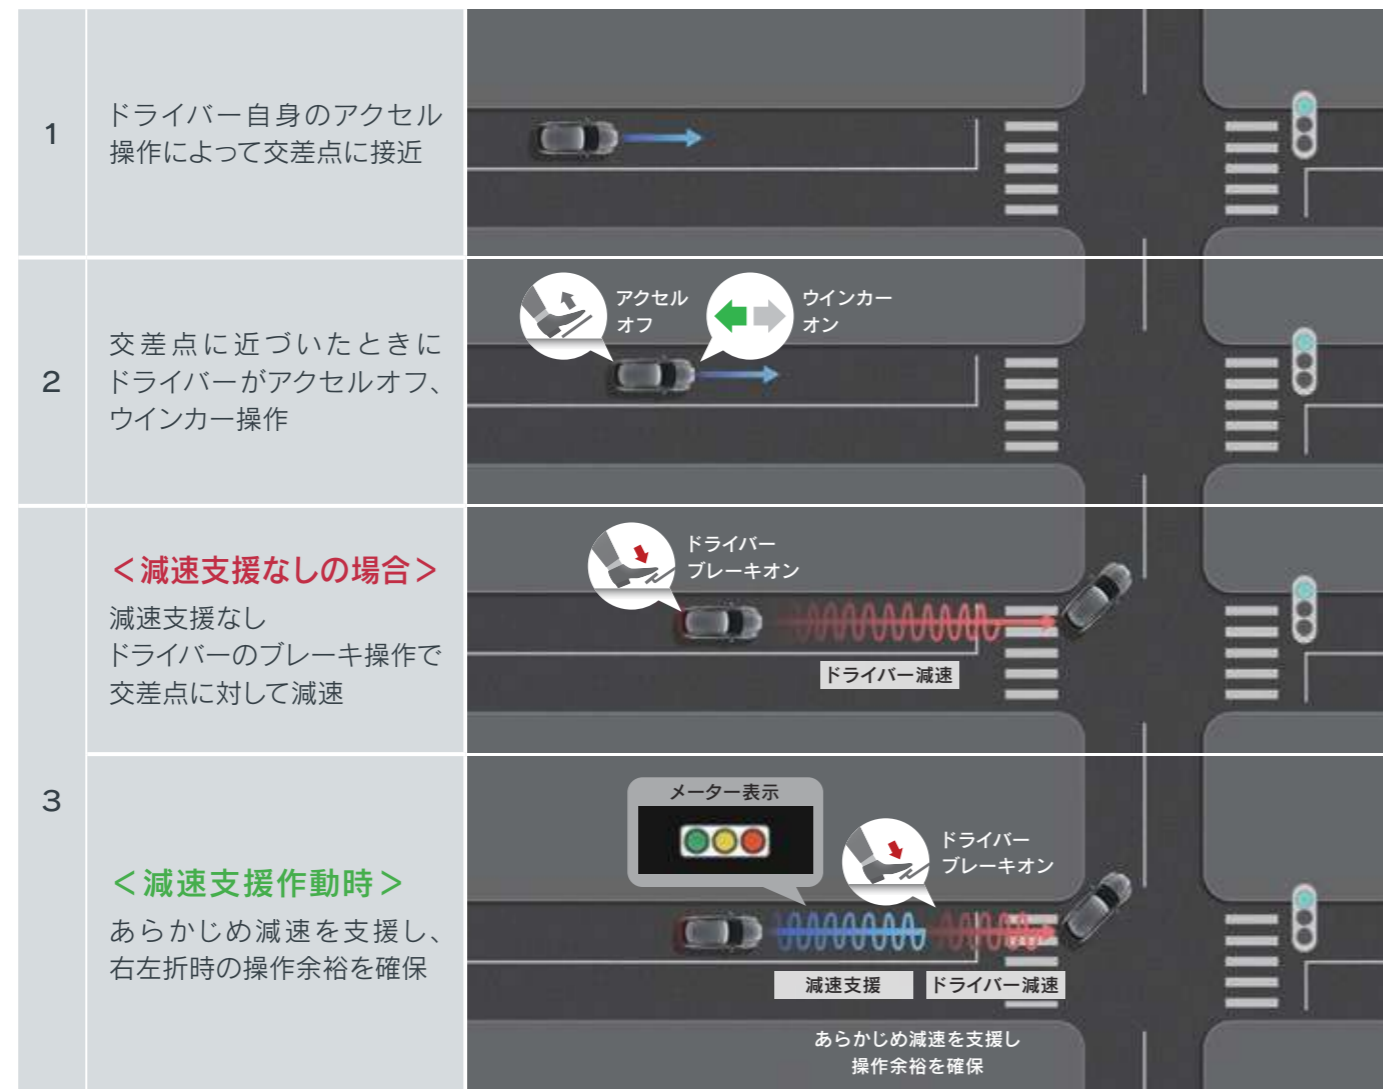 1
ドライバー自身のアクセル
操作によって交差点に接近
2
交差点に近づいたときに
ドライバーがアクセルオフ、
ウインカー操作
アクセル
オフ
ウインカー
オン
3
＜減速支援なしの場合＞
減速支援なし
ドライバーのブレーキ操作で
交差点に対して減速
ドライバー
ブレーキオン
ドライバー減速
＜減速支援作動時＞
あらかじめ減速を支援し、
右左折時の操作余裕を確保
メーター表示
ドライバー
ブレーキオン
減速支援
ドライバー減速
あらかじめ減速を支援し
操作余裕を確保